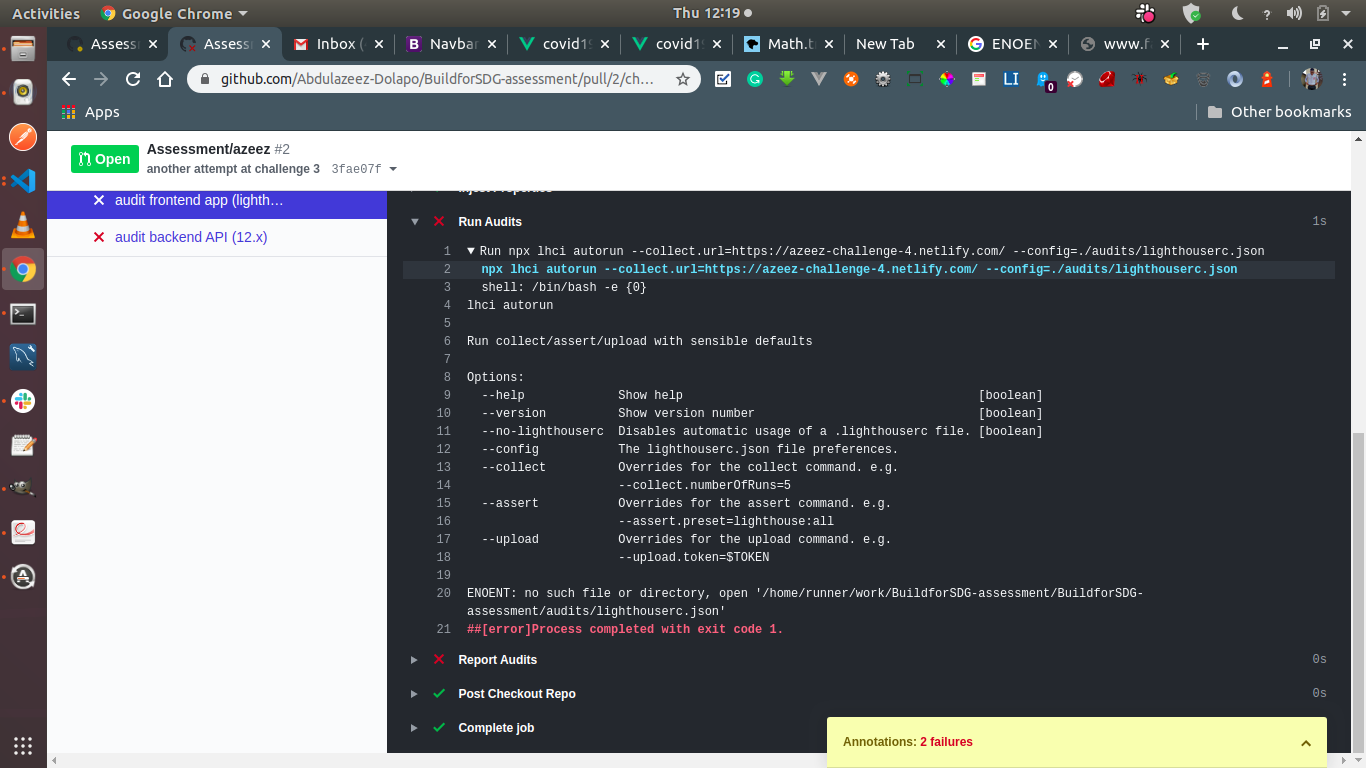 Activities
Google Chrome
Thu 12:19
Assess
Assess
Inbox (
Navbar
covid19
covid19
Math.t
New Tab
ENOEN
www.f
github.com/Abdulazeez-Dolapo/BuildforSDG-assessment/pull/2/ch…
LI
0
Apps
Other bookmarks
Open
Assessment/azeez #2
another attempt at challenge 3 3fae07f
audit frontend app (lighth…
audit backend API (12.x)
Run Audits
1s
1 Run npx lhci autorun --collect.url=https://azeez-challenge-4.netlify.com/ --config=./audits/lighthouserc.json
2 npx lhci autorun --collect.url=https://azeez-challenge-4.netlify.com/ --config=./audits/lighthouserc.json
3 shell: /bin/bash -e {0}
4 lhci autorun
5
6 Run collect/assert/upload with sensible defaults
7
8 Options:
9 --help Show help [boolean]
10 --version Show version number [boolean]
11 --no-lighthouserc Disables automatic usage of a .lighthouserc file. [boolean]
12 --config The lighthouserc.json file preferences.
13 --collect Overrides for the collect command. e.g.
14 --collect.numberOfRuns=5
15 --assert Overrides for the assert command. e.g.
16 --assert.preset=lighthouse:all
17 --upload Overrides for the upload command. e.g.
18 --upload.token=$TOKEN
19
20 ENOENT: no such file or directory, open '/home/runner/work/BuildforSDG-assessment/BuildforSDG-
assessment/audits/lighthouserc.json'
21 ##[error]Process completed with exit code 1.
Report Audits
0s
Post Checkout Repo
0s
Complete job
Annotations: 2 failures